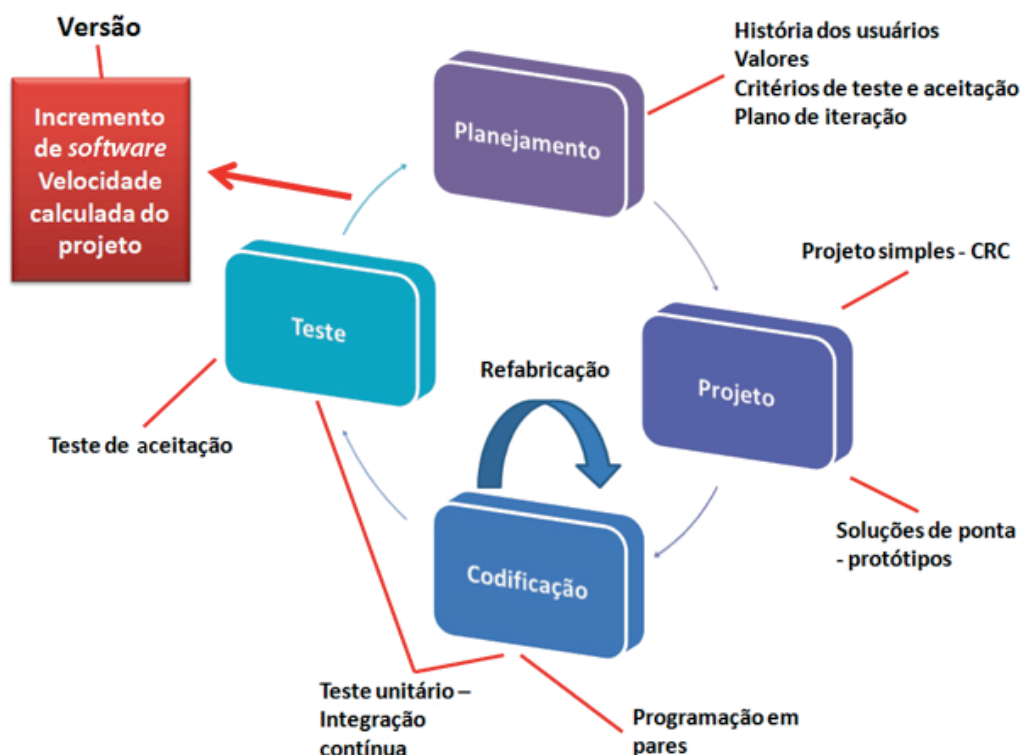 Versão
Incremento
de software
Velocidade
calculada do
projeto
Planejamento
História dos usuários
Valores
Critérios de teste e aceitação
Plano de iteração
Projeto simples - CRC
Teste
Refabricação
Projeto
Teste de aceitação
Soluções de ponta
- protótipos
Codificação
Teste unitário –
Integração
contínua
Programação em
pares